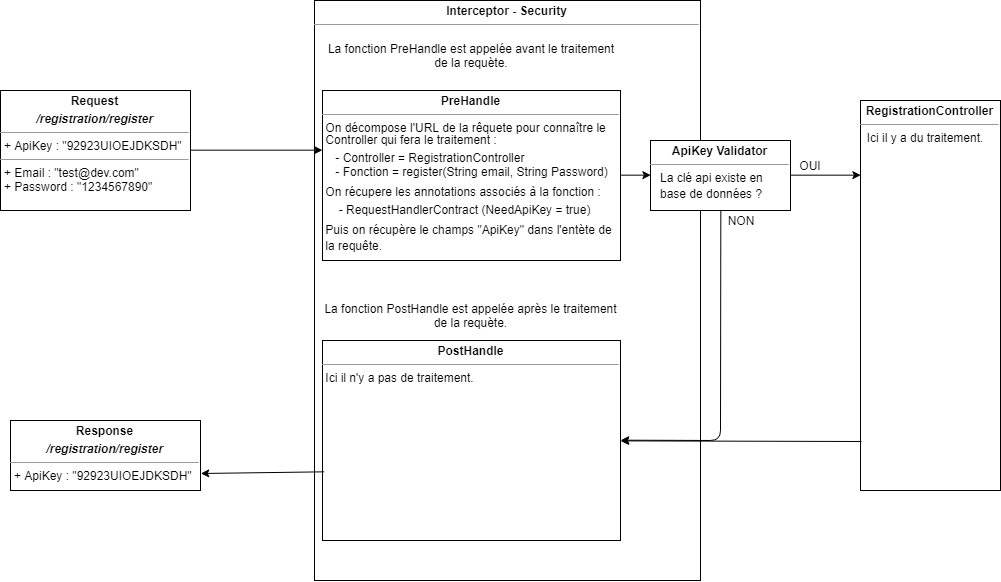 Interceptor - Security
La fonction PreHandle est appelée avant le traitement
de la requète.
Request
/registration/register
+ ApiKey : "92923UIOEJDKSDH"
+ Email : "test@dev.com"
+ Password : "1234567890"
PreHandle
On décompose l'URL de la rêquete pour connaître le
Controller qui fera le traitement :
- Controller = RegistrationController
- Fonction = register(String email, String Password)
On récupere les annotations associés à la fonction :
- RequestHandlerContract (NeedApiKey = true)
Puis on récupère le champs "ApiKey" dans l'entète de
la requête.
ApiKey Validator
La clé api existe en
base de données ?
OUI
NON
RegistrationController
Ici il y a du traitement.
La fonction PostHandle est appelée après le traitement
de la requète.
PostHandle
Ici il n'y a pas de traitement.
Response
/registration/register
+ ApiKey : "92923UIOEJDKSDH"